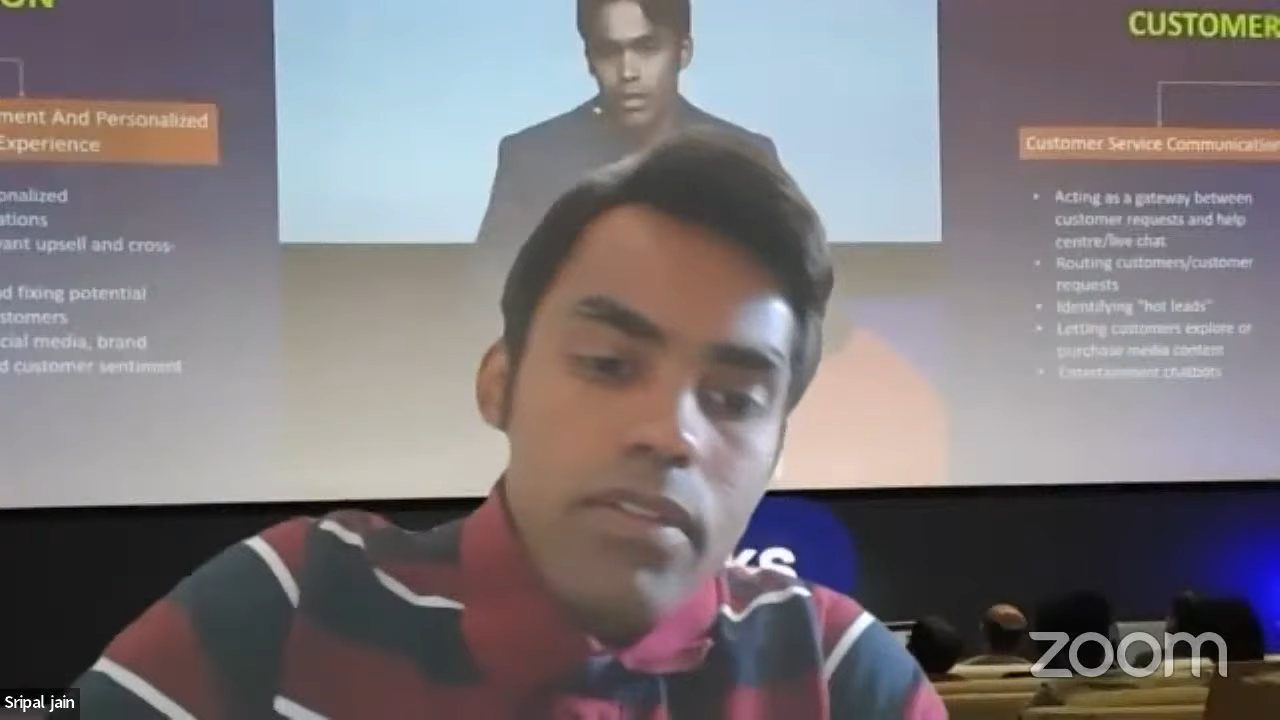 ON
ment And Personalized
Experience
onalized
ations
vant upsell and cross-
d fixing potential
stomers
cial media, brand
d customer sentiment
CUSTOMER
Customer Service Communication
• Acting as a gateway between
customer requests and help
centre/live chat
• Routing customers/customer
requests
• Identifying "hot leads"
• Letting customers explore or
purchase media content
• Entertainment chatbots
ks
zoom
Sripal jain